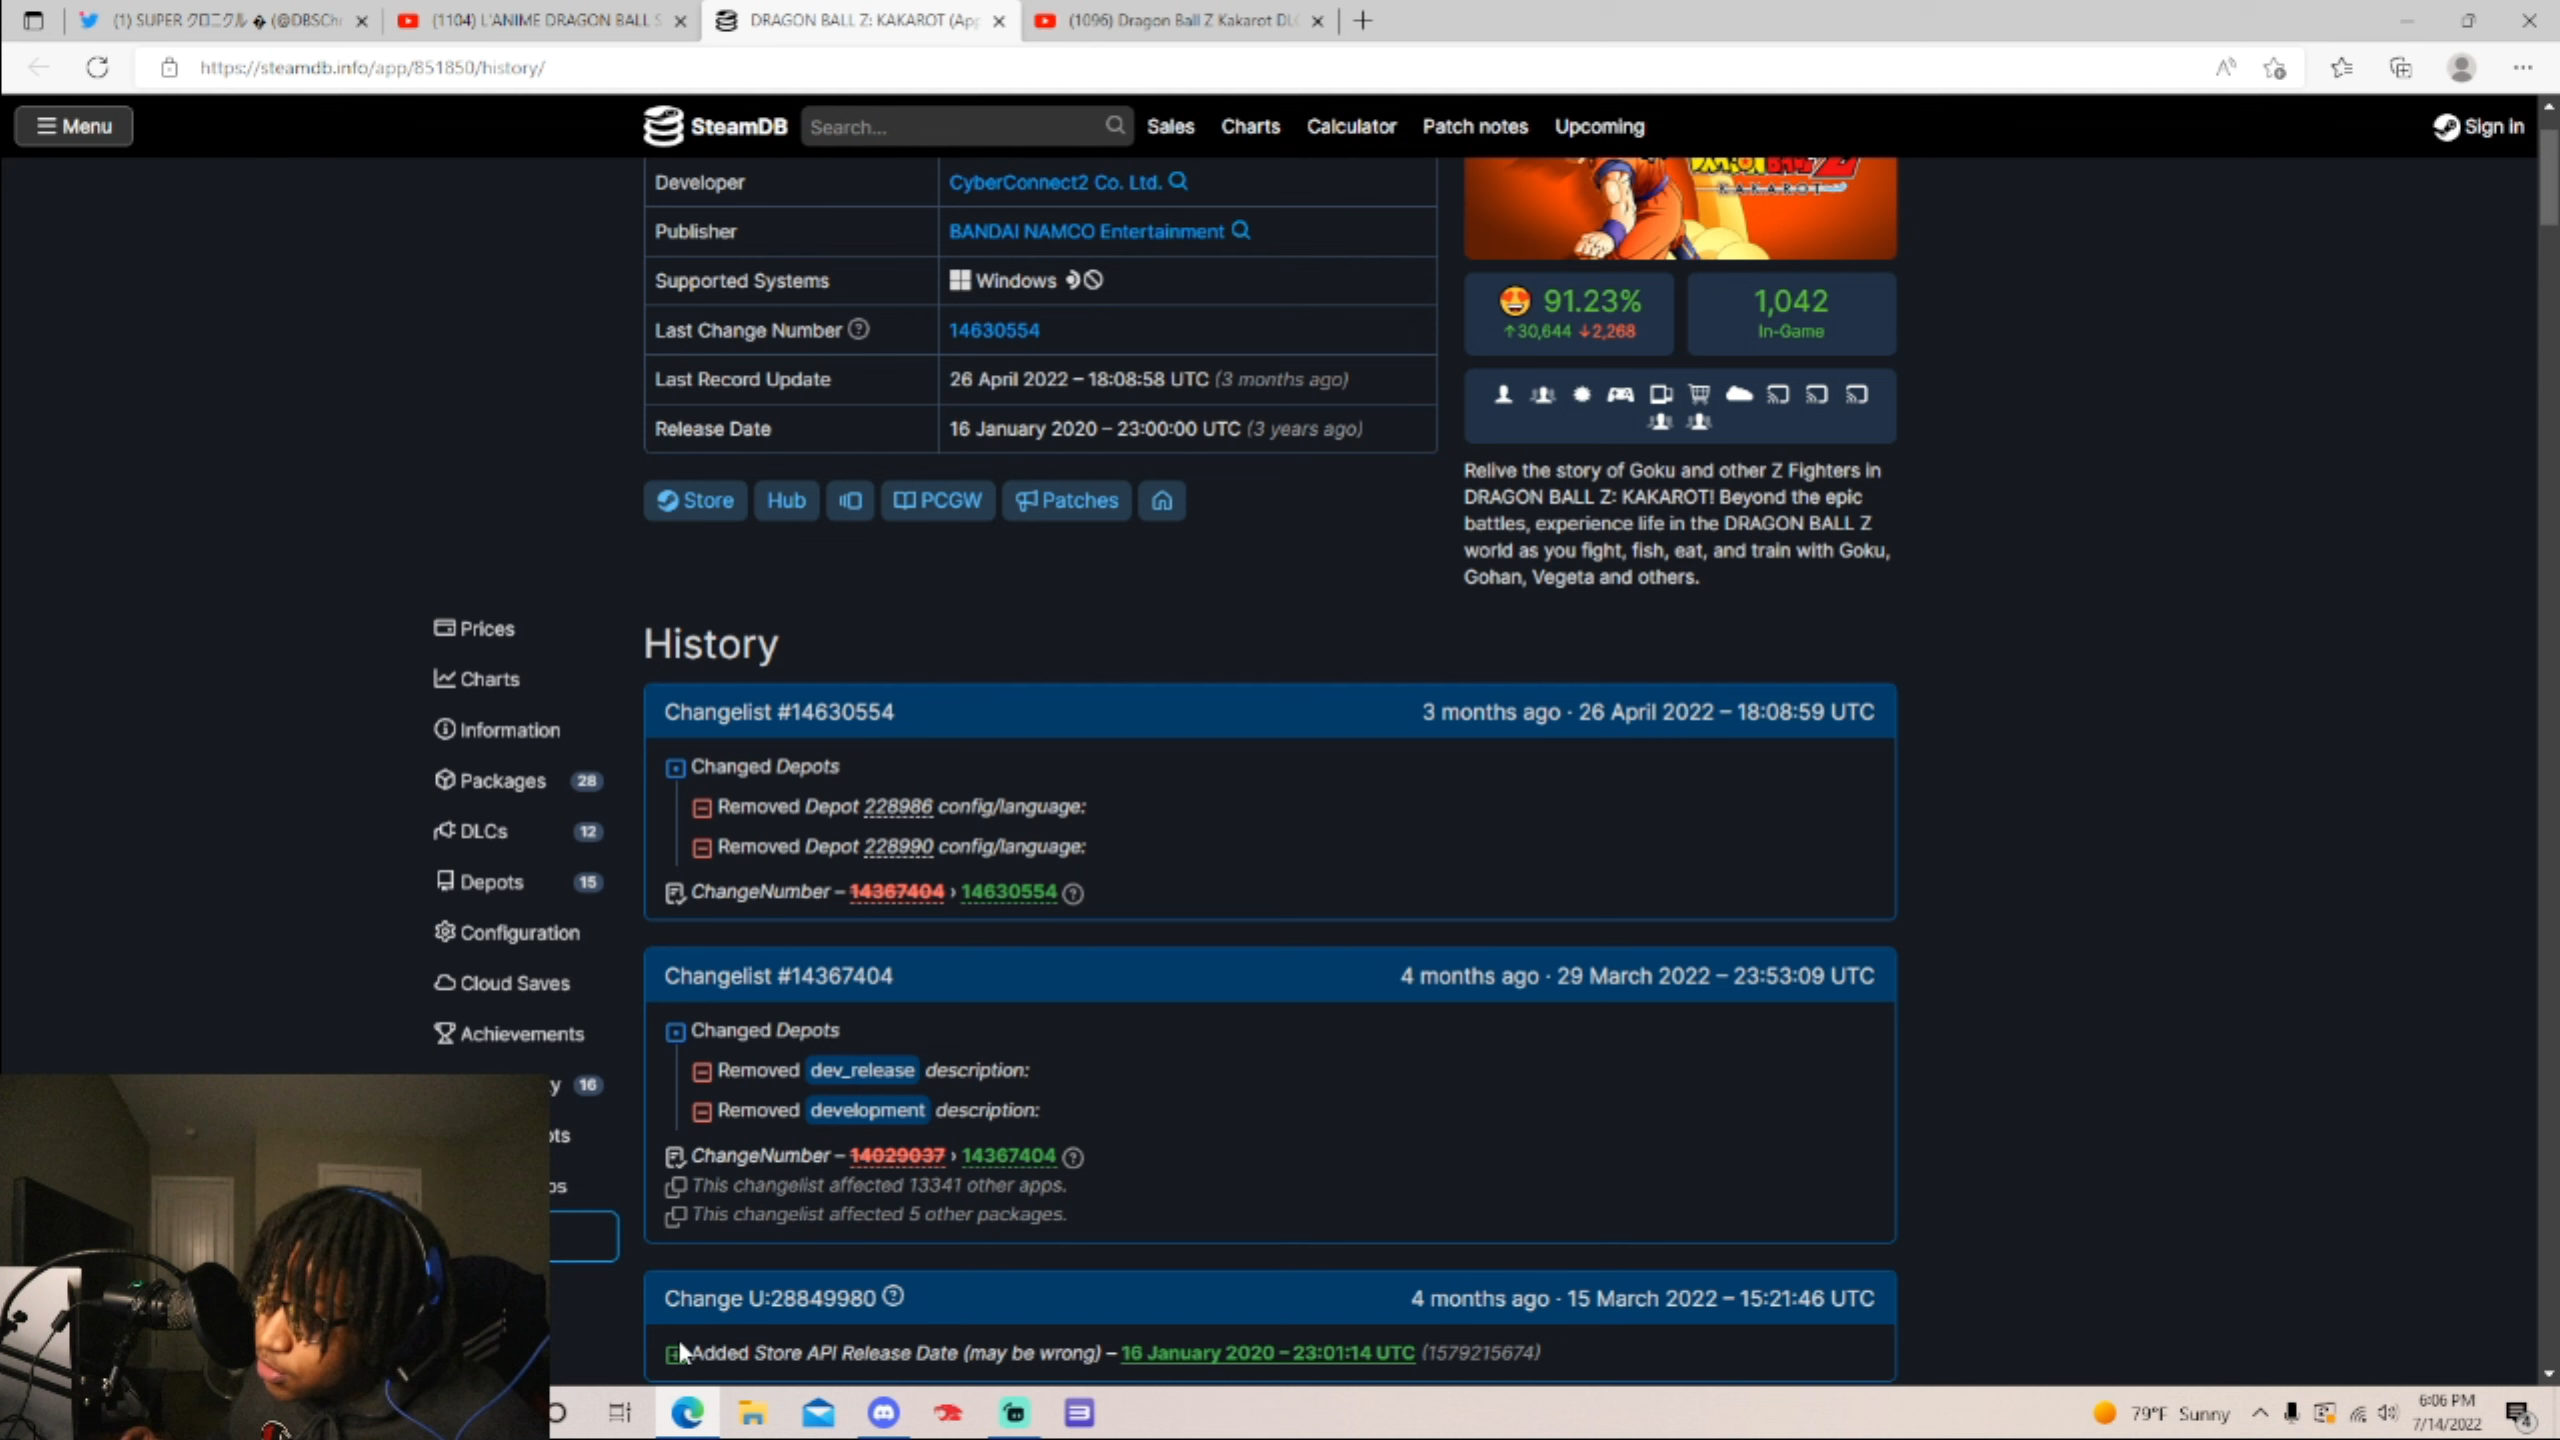 (1) SUPER クロニクル � (@DBSChr
(1104) L'ANIME DRAGON BALL S
DRAGON BALL Z: KAKAROT (App
(1096) Dragon Ball Z Kakarot DLC
https://steamdb.info/app/851850/history/
Menu
SteamDB
Search...
Sales
Charts
Calculator
Patch notes
Upcoming
Sign in
Developer
CyberConnect2 Co. Ltd.
Publisher
BANDAI NAMCO Entertainment
Supported Systems
Windows
Last Change Number
14630554
Last Record Update
26 April 2022 – 18:08:58 UTC (3 months ago)
Release Date
16 January 2020 – 23:00:00 UTC (3 years ago)
KAKAROT
91.23%
↑30,644 ↓2,268
1,042
In-Game
Relive the story of Goku and other Z Fighters in
DRAGON BALL Z: KAKAROT! Beyond the epic
battles, experience life in the DRAGON BALL Z
world as you fight, fish, eat, and train with Goku,
Gohan, Vegeta and others.
Store
Hub
PCGW
Patches
Prices
Charts
Information
Packages 28
DLCs 12
Depots 15
Configuration
Cloud Saves
Achievements
y 16
ots
os
History
Changelist #14630554
3 months ago · 26 April 2022 – 18:08:59 UTC
Changed Depots
Removed Depot 228986 config/language:
Removed Depot 228990 config/language:
ChangeNumber – 14367404 › 14630554
Changelist #14367404
4 months ago · 29 March 2022 – 23:53:09 UTC
Changed Depots
Removed dev_release description:
Removed development description:
ChangeNumber – 14029037 › 14367404
This changelist affected 13341 other apps.
This changelist affected 5 other packages.
Change U:28849980
4 months ago · 15 March 2022 – 15:21:46 UTC
Added Store API Release Date (may be wrong) – 16 January 2020 – 23:01:14 UTC (1579215674)
79°F Sunny
6:06 PM
7/14/2022
4